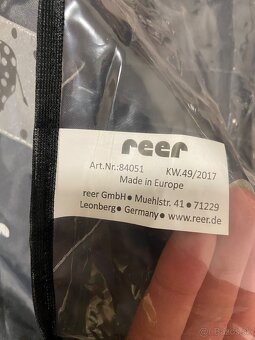 reer
Art.Nr.:84051 KW.49/2017
Made in Europe
reer GmbH● Muehlstr. 41 ● 71229
Leonberg● Germany ● www.reer.de